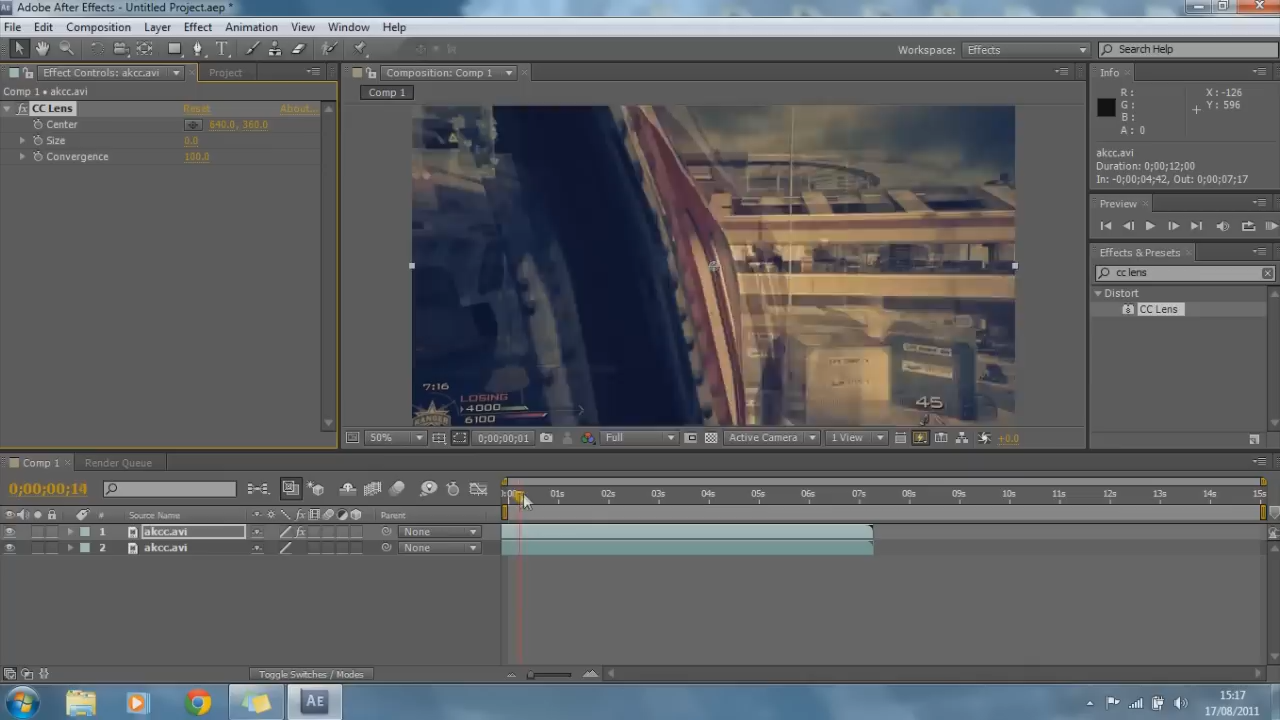 Adobe After Effects - Untitled Project.aep *
File Edit Composition Layer Effect Animation View Window Help
Workspace: Effects Search Help
Effect Controls: akcc.avi Project Composition: Comp 1 Info
Comp 1 • akcc.avi
Comp 1
fx CC Lens Reset About...
Center 640.0, 360.0
Size 0.0
Convergence 100.0
R : X : -126
G : Y : 596
B :
A : 0
akcc.avi
Duration: 0;00;12;00
In: -0;00;04;42, Out: 0;00;07;17
Preview
Effects & Presets
cc lens
Distort
CC Lens
7:16
LOSING
4000
6100
45
50% 0;00;00;01 Full Active Camera 1 View +0.0
Comp 1 Render Queue
0;00;00;14
01s 02s 03s 04s 05s 06s 07s 08s 09s 10s 11s 12s 13s 14s 15s
# Source Name Parent
1 akcc.avi None
2 akcc.avi None
Toggle Switches / Modes
Ae
15:17
17/08/2011